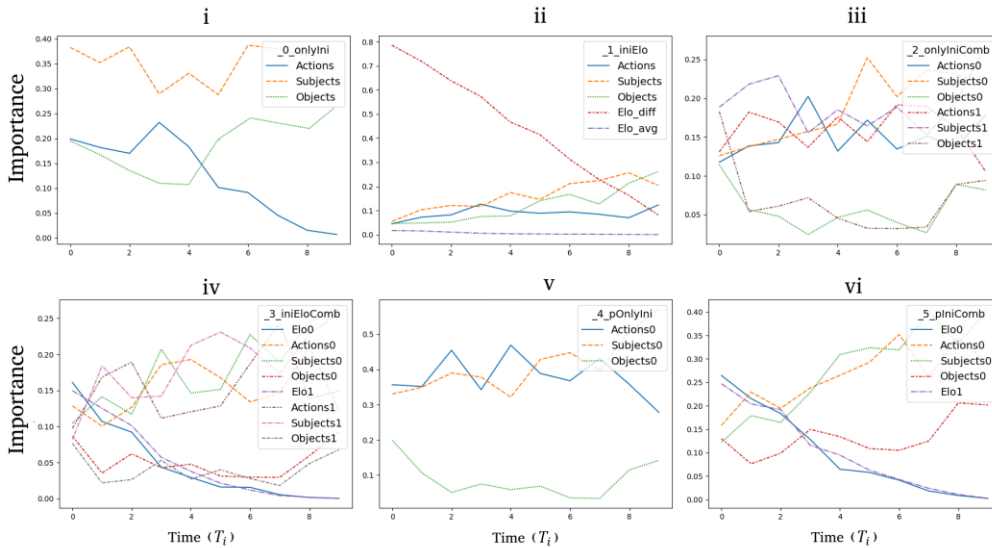 i
ii
iii
_0_onlyIni
Actions
Subjects
Objects
0.40
0.35
0.30
0.25
0.20
0.15
0.10
0.05
0.00
0 2 4 6 8
_1_iniElo
Actions
Subjects
Objects
Elo_diff
Elo_avg
0.8
0.7
0.6
0.5
0.4
0.3
0.2
0.1
0.0
0 2 4 6 8
_2_onlyIniComb
Actions0
Subjects0
Objects0
Actions1
Subjects1
Objects1
0.25
0.20
0.15
0.10
0.05
0 2 4 6 8
Importance
iv
v
vi
_3_iniEloComb
Elo0
Actions0
Subjects0
Objects0
Elo1
Actions1
Subjects1
Objects1
0.25
0.20
0.15
0.10
0.05
0.00
0 2 4 6 8
_4_pOnlyIni
Actions0
Subjects0
Objects0
0.5
0.4
0.3
0.2
0.1
0 2 4 6 8
_5_pIniComb
Elo0
Actions0
Subjects0
Objects0
Elo1
0.35
0.30
0.25
0.20
0.15
0.10
0.05
0.00
0 2 4 6 8
Importance
Time (T_i)
Time (T_i)
Time (T_i)